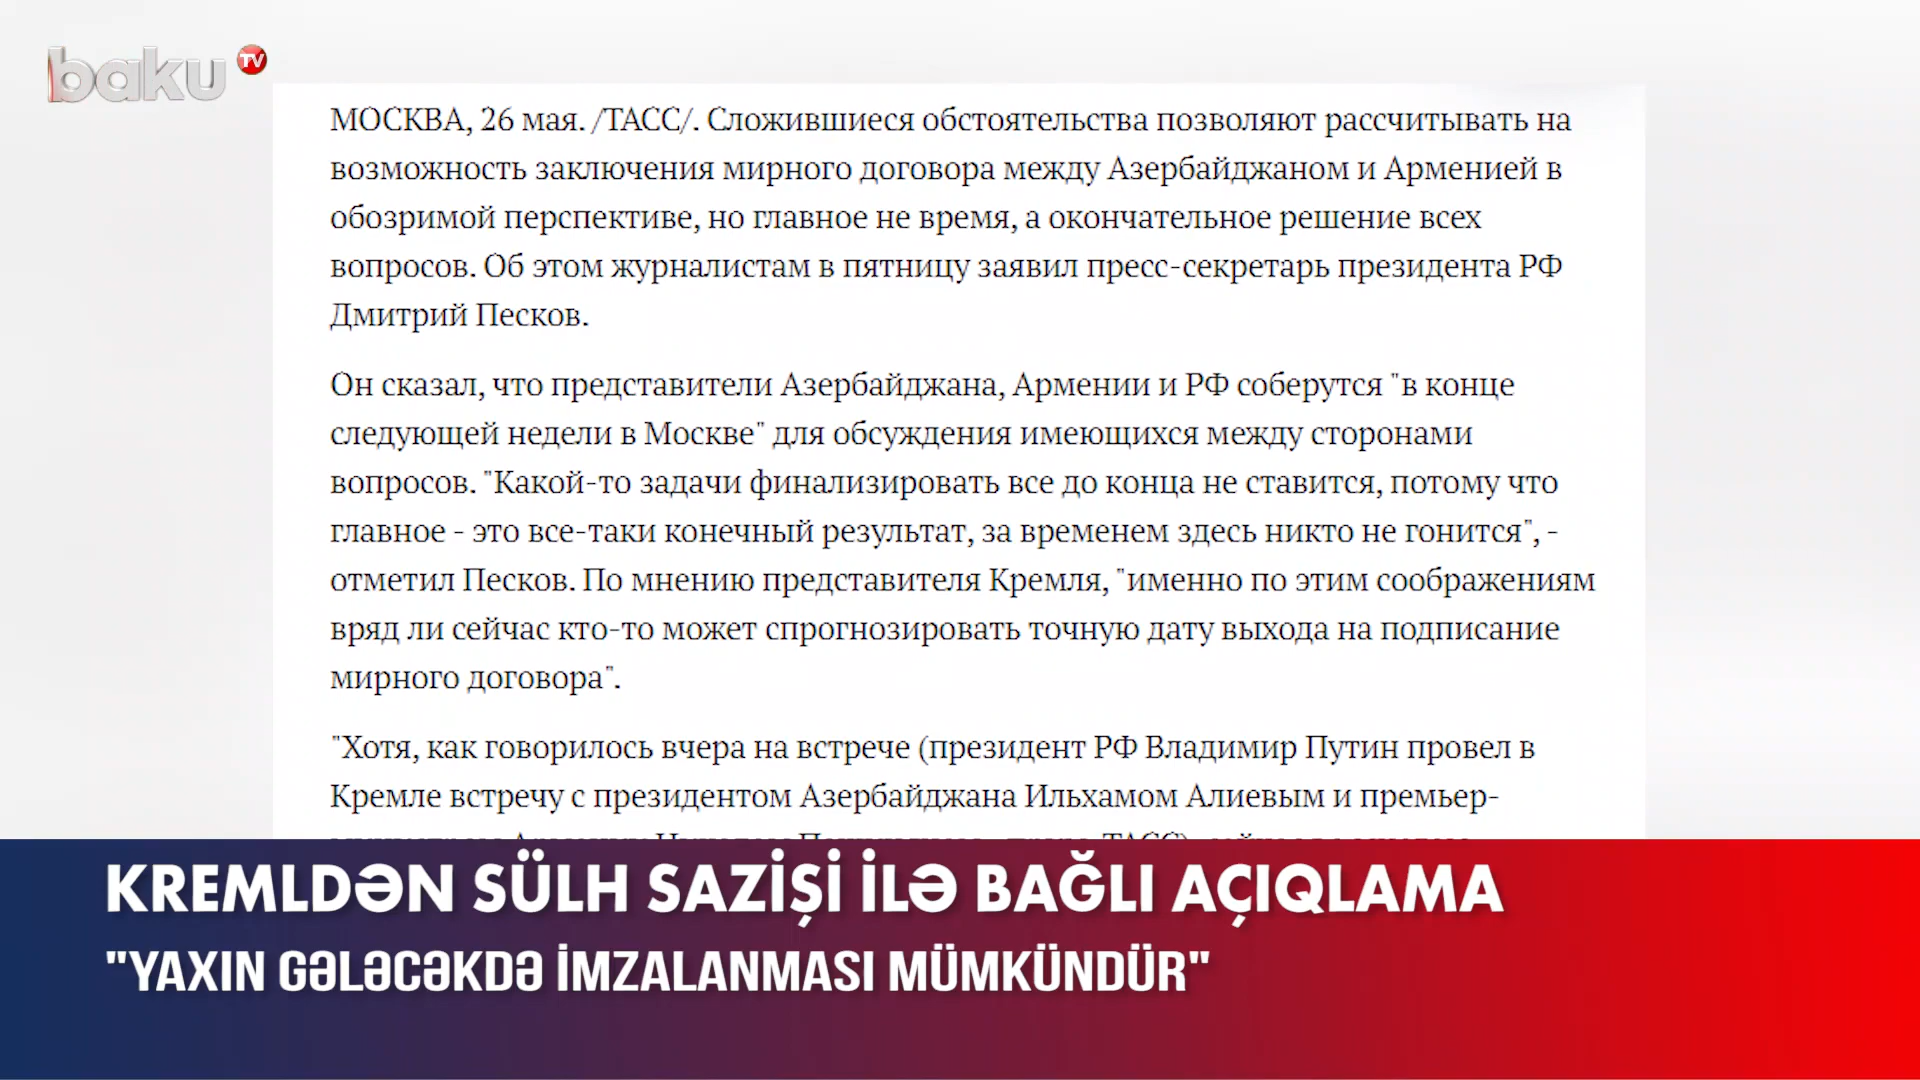 baku TV
МОСКВА, 26 мая. /ТАСС/. Сложившиеся обстоятельства позволяют рассчитывать на
возможность заключения мирного договора между Азербайджаном и Арменией в
обозримой перспективе, но главное не время, а окончательное решение всех
вопросов. Об этом журналистам в пятницу заявил пресс-секретарь президента РФ
Дмитрий Песков.
Он сказал, что представители Азербайджана, Армении и РФ соберутся "в конце
следующей недели в Москве" для обсуждения имеющихся между сторонами
вопросов. "Какой-то задачи финализировать все до конца не ставится, потому что
главное - это все-таки конечный результат, за временем здесь никто не гонится", -
отметил Песков. По мнению представителя Кремля, "именно по этим соображениям
вряд ли сейчас кто-то может спрогнозировать точную дату выхода на подписание
мирного договора".
"Хотя, как говорилось вчера на встрече (президент РФ Владимир Путин провел в
Кремле встречу с президентом Азербайджана Ильхамом Алиевым и премьер-
KREMLDƏN SÜLH SAZİŞİ İLƏ BAĞLI AÇIQLAMA
"YAXIN GƏLƏCƏKDƏ İMZALANMASI MÜMKÜNDÜR"